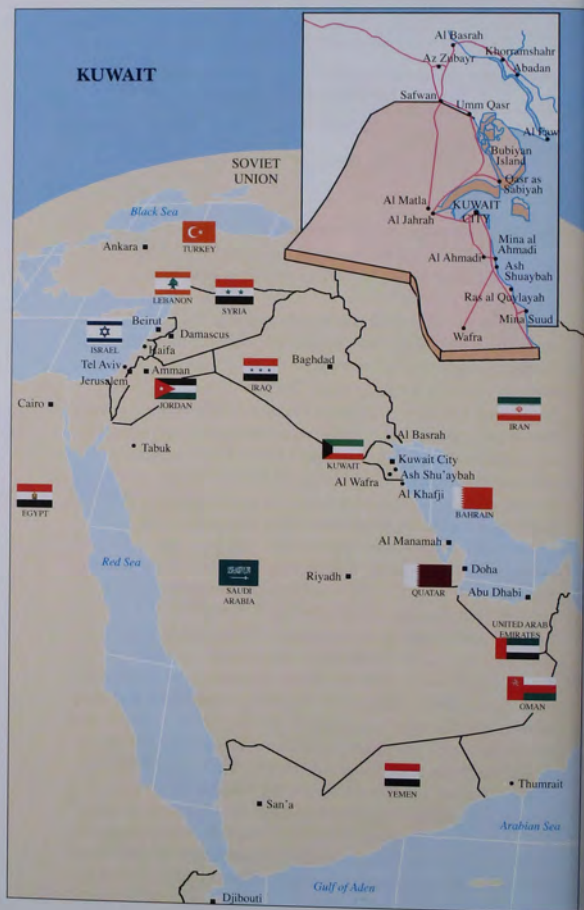 KUWAIT
Al Basrah
Az Zubayr
Khorramshahr
Abadan
Safwan
Umm Qasr
Al Faw
Bubiyan
Island
Qasr as
Sabiyah
Al Matla
Al Jahrah
KUWAIT
CITY
Mina al
Ahmadi
Al Ahmadi
Ash
Shuaybah
Ras al Qulayah
Mina Suud
Wafra
SOVIET
UNION
Black Sea
Ankara
TURKEY
LEBANON
SYRIA
Beirut
Damascus
ISRAEL
Haifa
Tel Aviv
Amman
Jerusalem
JORDAN
IRAQ
Baghdad
IRAN
Cairo
Tabuk
Al Basrah
KUWAIT
Kuwait City
Ash Shu'aybah
Al Wafra
Al Khafji
EGYPT
BAHRAIN
Red Sea
Al Manamah
SAUDI
ARABIA
Riyadh
QUATAR
Doha
Abu Dhabi
UNITED ARAB
EMIRATES
OMAN
YEMEN
Thumrait
San'a
Arabian Sea
Gulf of Aden
Djibouti